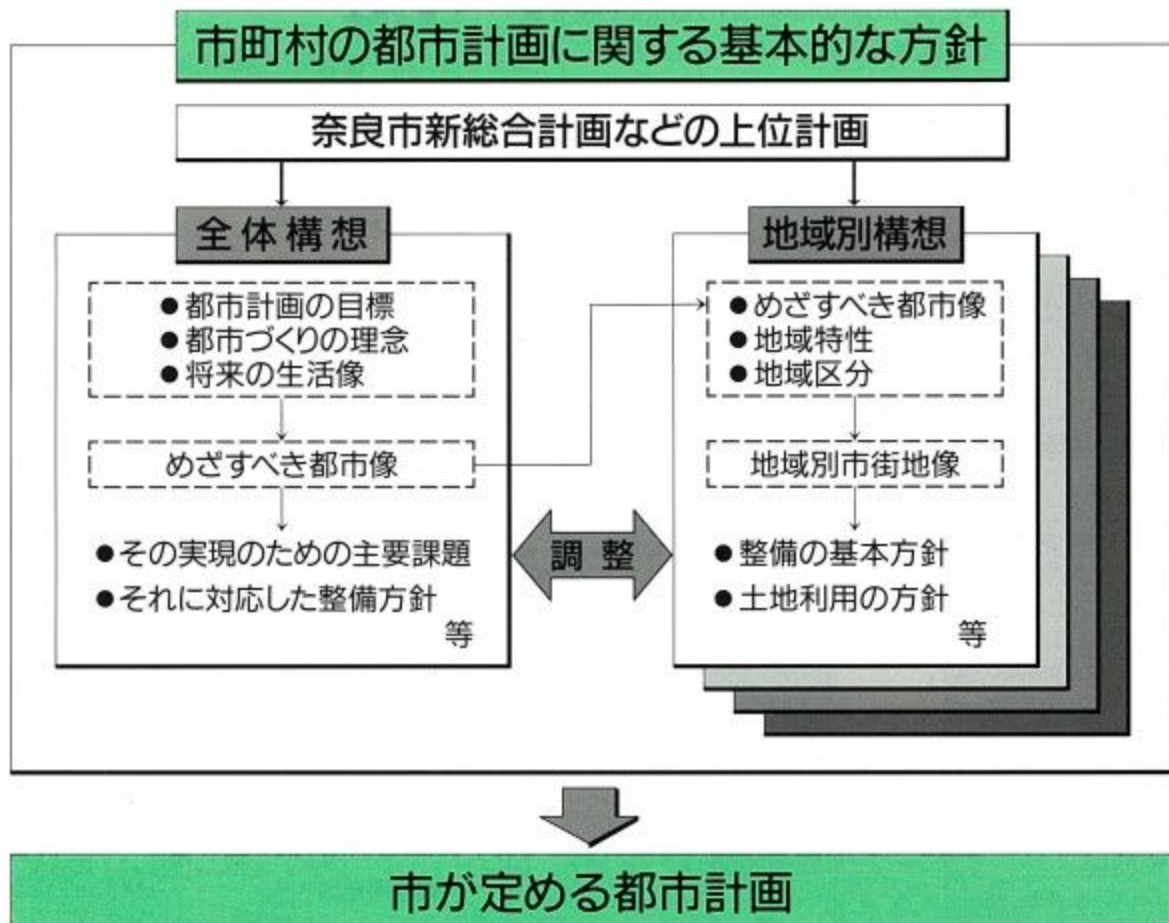 市町村の都市計画に関する基本的な方針
奈良市新総合計画などの上位計画
全体構想
●都市計画の目標
●都市づくりの理念
●将来の生活像
めざすべき都市像
●その実現のための主要課題
●それに対応した整備方針
等
調整
地域別構想
●めざすべき都市像
●地域特性
●地域区分
地域別市街地像
●整備の基本方針
●土地利用の方針
等
市が定める都市計画